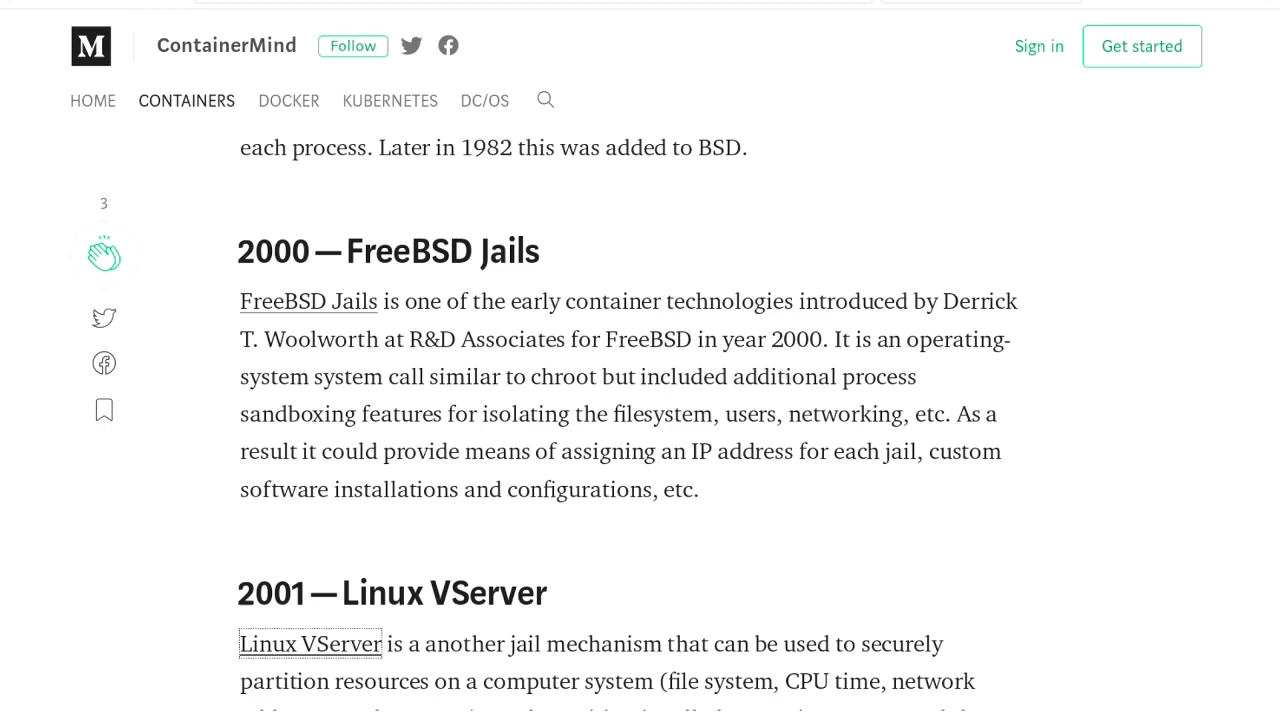 M ContainerMind Follow Sign in Get started
HOME CONTAINERS DOCKER KUBERNETES DC/OS
each process. Later in 1982 this was added to BSD.
3
2000 — FreeBSD Jails
FreeBSD Jails is one of the early container technologies introduced by Derrick
T. Woolworth at R&D Associates for FreeBSD in year 2000. It is an operating-
system system call similar to chroot but included additional process
sandboxing features for isolating the filesystem, users, networking, etc. As a
result it could provide means of assigning an IP address for each jail, custom
software installations and configurations, etc.
2001 — Linux VServer
Linux VServer is a another jail mechanism that can be used to securely
partition resources on a computer system (file system, CPU time, network